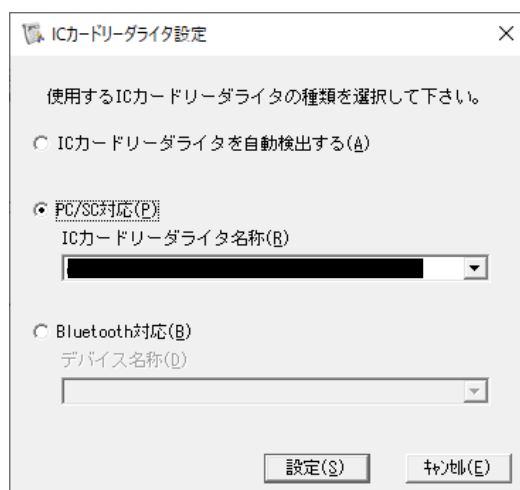 ICカードリーダライタ設定
使用するICカードリーダライタの種類を選択して下さい。
ICカードリーダライタを自動検出する(A)
PC/SC対応(P)
ICカードリーダライタ名称(R)
Bluetooth対応(B)
デバイス名称(D)
設定(S) ｷｬﾝｾﾙ(E)